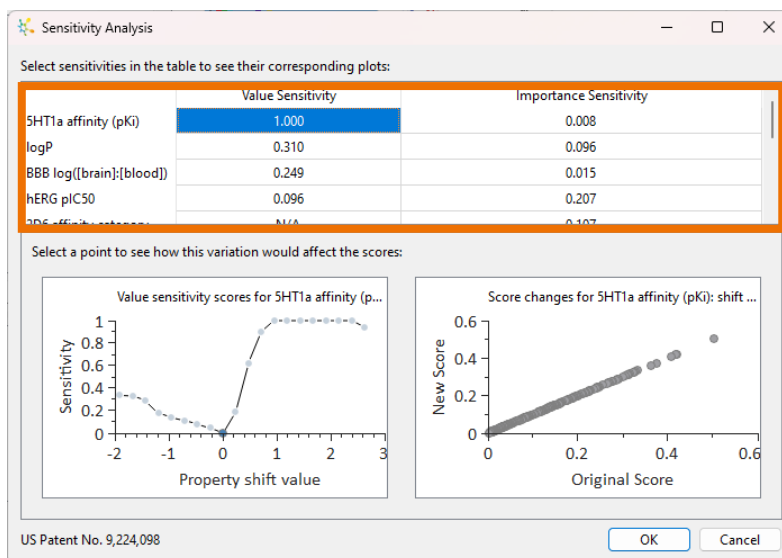 Sensitivity Analysis
Select sensitivities in the table to see their corresponding plots:
Value Sensitivity Importance Sensitivity
5HT1a affinity (pKi) 1.000 0.008
logP 0.310 0.096
BBB log([brain]:[blood]) 0.249 0.015
hERG pIC50 0.096 0.207
2D6 affinity category N/A 0.107
Select a point to see how this variation would affect the scores:
Value sensitivity scores for 5HT1a affinity (p...
1
0.8
0.6
0.4
0.2
0
Sensitivity
-2 -1 0 1 2 3
Property shift value
Score changes for 5HT1a affinity (pKi): shift ...
0.6
0.4
0.2
0
New Score
0 0.2 0.4 0.6
Original Score
US Patent No. 9,224,098
OK Cancel